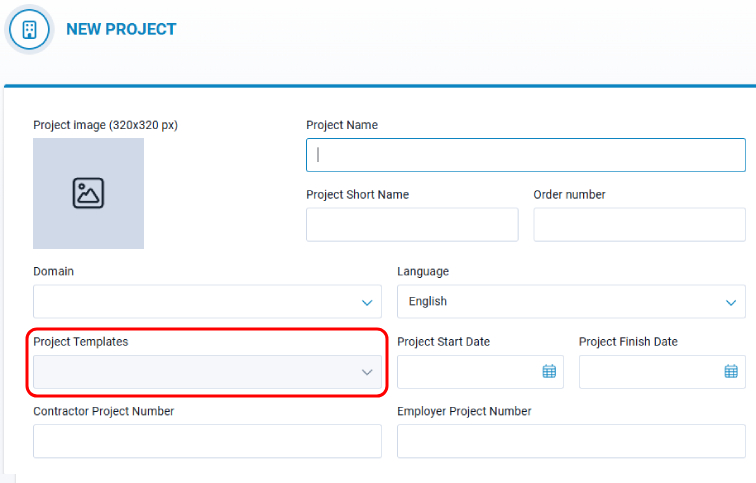 NEW PROJECT
Project image (320x320 px)
Project Name
Project Short Name
Order number
Domain
Language
English
Project Templates
Project Start Date
Project Finish Date
Contractor Project Number
Employer Project Number